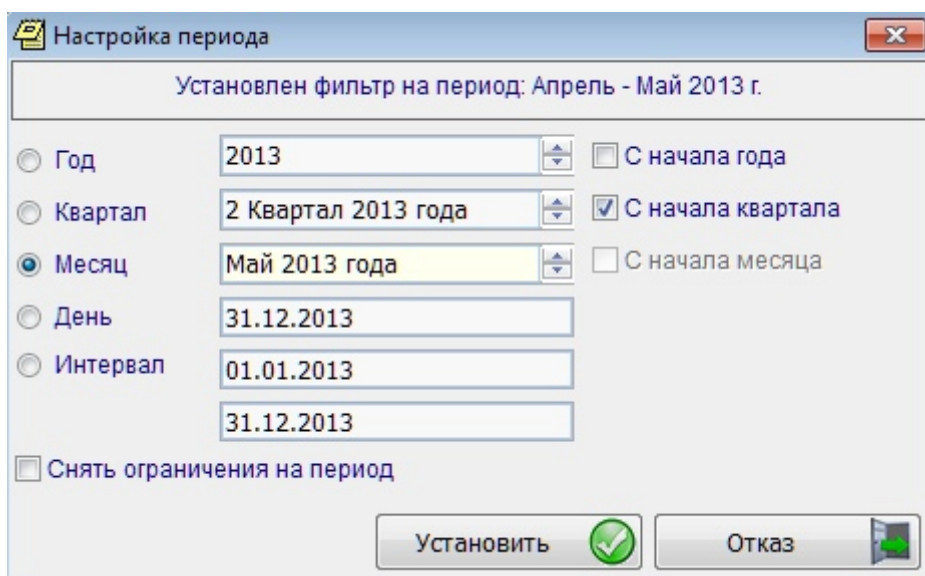 Настройка периода
Установлен фильтр на период: Апрель - Май 2013 г.
Год 2013 С начала года
Квартал 2 Квартал 2013 года С начала квартала
Месяц Май 2013 года С начала месяца
День 31.12.2013
Интервал 01.01.2013
31.12.2013
Снять ограничения на период
Установить Отказ